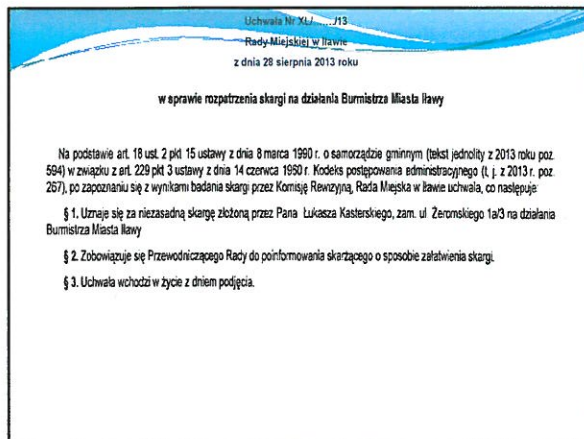 Uchwała Nr XL/......./13
Rady Miejskiej w Iławie
z dnia 28 sierpnia 2013 roku
w sprawie rozpatrzenia skargi na działania Burmistrza Miasta Iławy
Na podstawie art. 18 ust. 2 pkt 15 ustawy z dnia 8 marca 1990 r. o samorządzie gminnym (tekst jednolity z 2013 roku poz.
594) w związku z art. 229 pkt 3 ustawy z dnia 14 czerwca 1960 r. Kodeks postępowania administracyjnego (t. j. z 2013 r. poz.
267), po zapoznaniu się z wynikami badania skargi przez Komisję Rewizyjną, Rada Miejska w Iławie uchwala, co następuje:
§ 1. Uznaje się za niezasadną skargę złożoną przez Pana Łukasza Kasterskiego, zam. ul. Żeromskiego 1a/3 na działania
Burmistrza Miasta Iławy
§ 2. Zobowiązuje się Przewodniczącego Rady do poinformowania skarżącego o sposobie załatwienia skargi.
§ 3. Uchwała wchodzi w życie z dniem podjęcia.